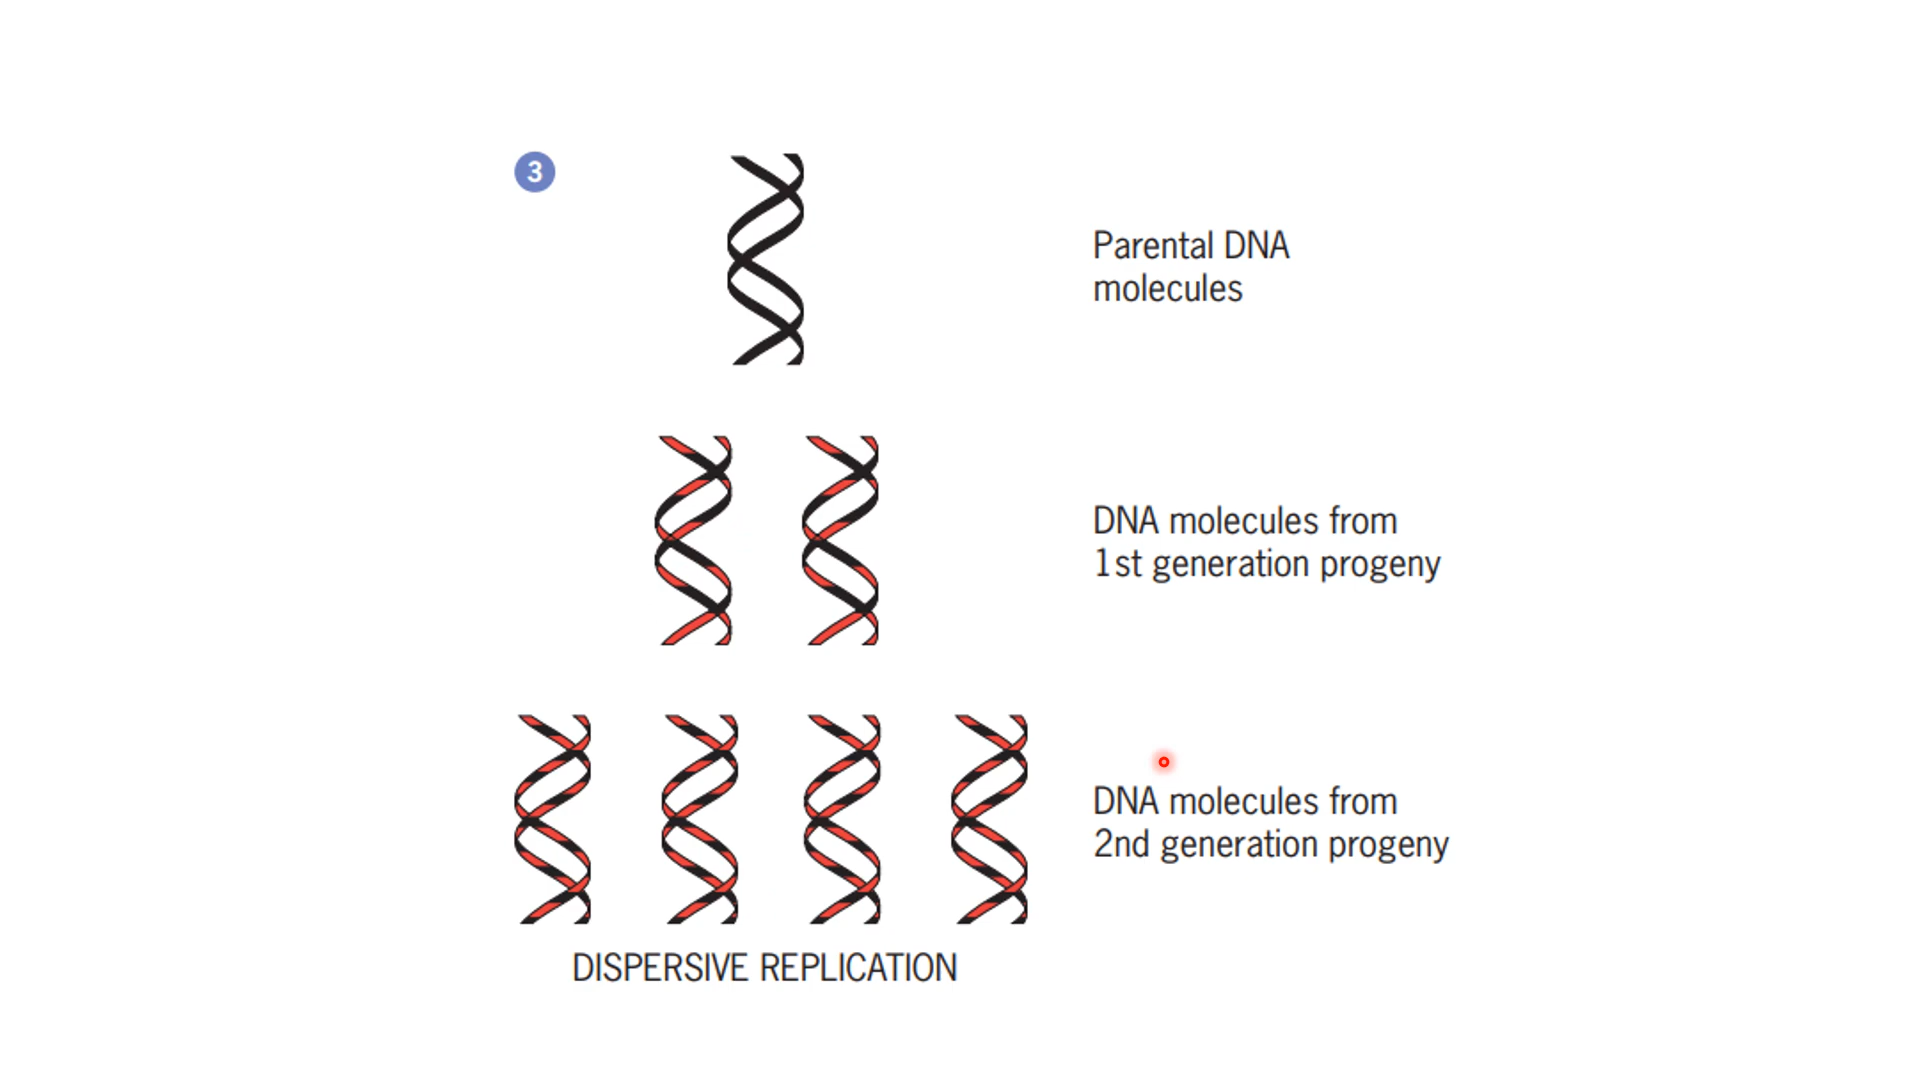 3
Parental DNA
molecules
DNA molecules from
1st generation progeny
DNA molecules from
2nd generation progeny
DISPERSIVE REPLICATION